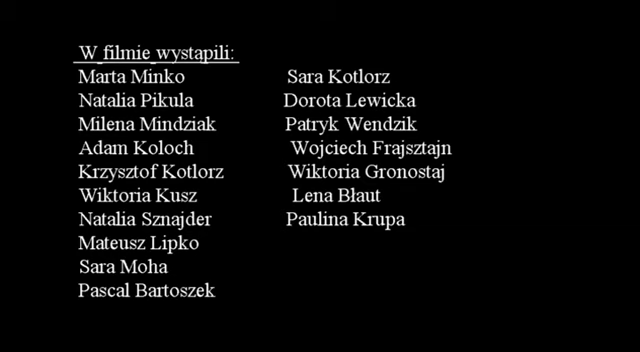 W filmie wystąpili:
Marta Minko
Natalia Pikula
Milena Mindziak
Adam Koloch
Krzysztof Kotlorz
Wiktoria Kusz
Natalia Sznajder
Mateusz Lipko
Sara Moha
Pascal Bartoszek
Sara Kotlorz
Dorota Lewicka
Patryk Wendzik
Wojciech Frajsztajn
Wiktoria Gronostaj
Lena Błaut
Paulina Krupa